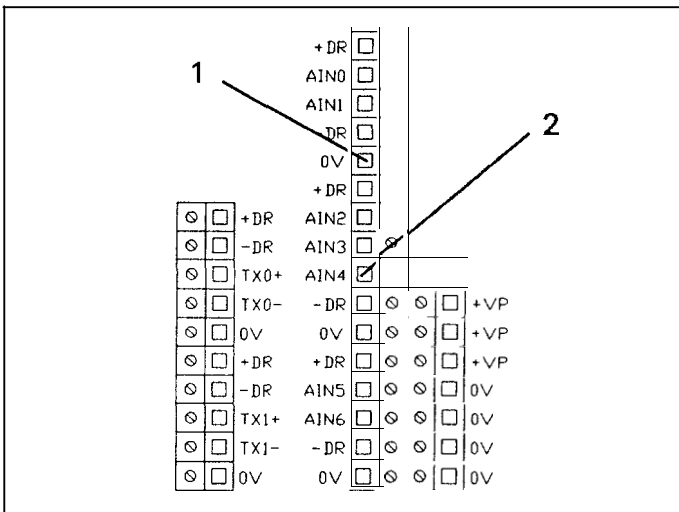 +DR
AIN0
1
AIN1
DR
2
0V
+DR
+DR AIN2
-DR AIN3
TX0+ AIN4
TX0- -DR +VP
0V 0V +VP
+DR +DR +VP
-DR AIN5 0V
TX1+ AIN6 0V
TX1- -DR 0V
0V 0V 0V